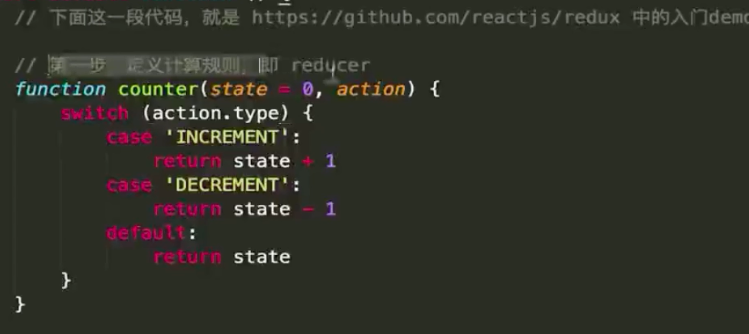 // 下面这一段代码，就是 https://github.com/reactjs/redux 中的入门demo
// 第一步 定义计算规则，即 reducer
function counter(state = 0, action) {
    switch (action.type) {
        case 'INCREMENT':
            return state + 1
        case 'DECREMENT':
            return state - 1
        default:
            return state
    }
}